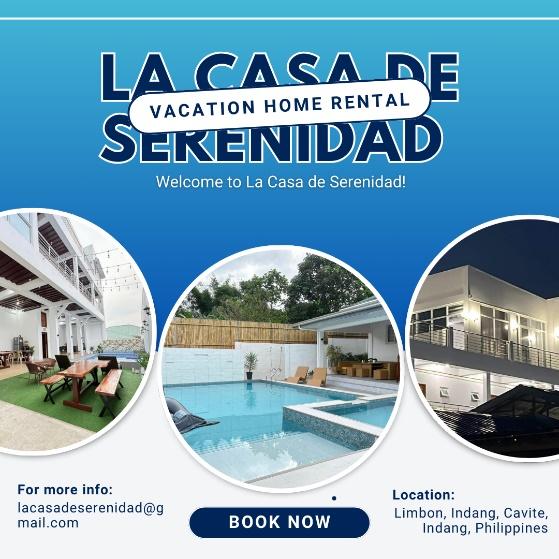 LA CASA DE
VACATION HOME RENTAL
SERENIDAD
Welcome to La Casa de Serenidad!
For more info:
lacasadeserenidad@g
mail.com
BOOK NOW
Location:
Limbon, Indang, Cavite,
Indang, Philippines